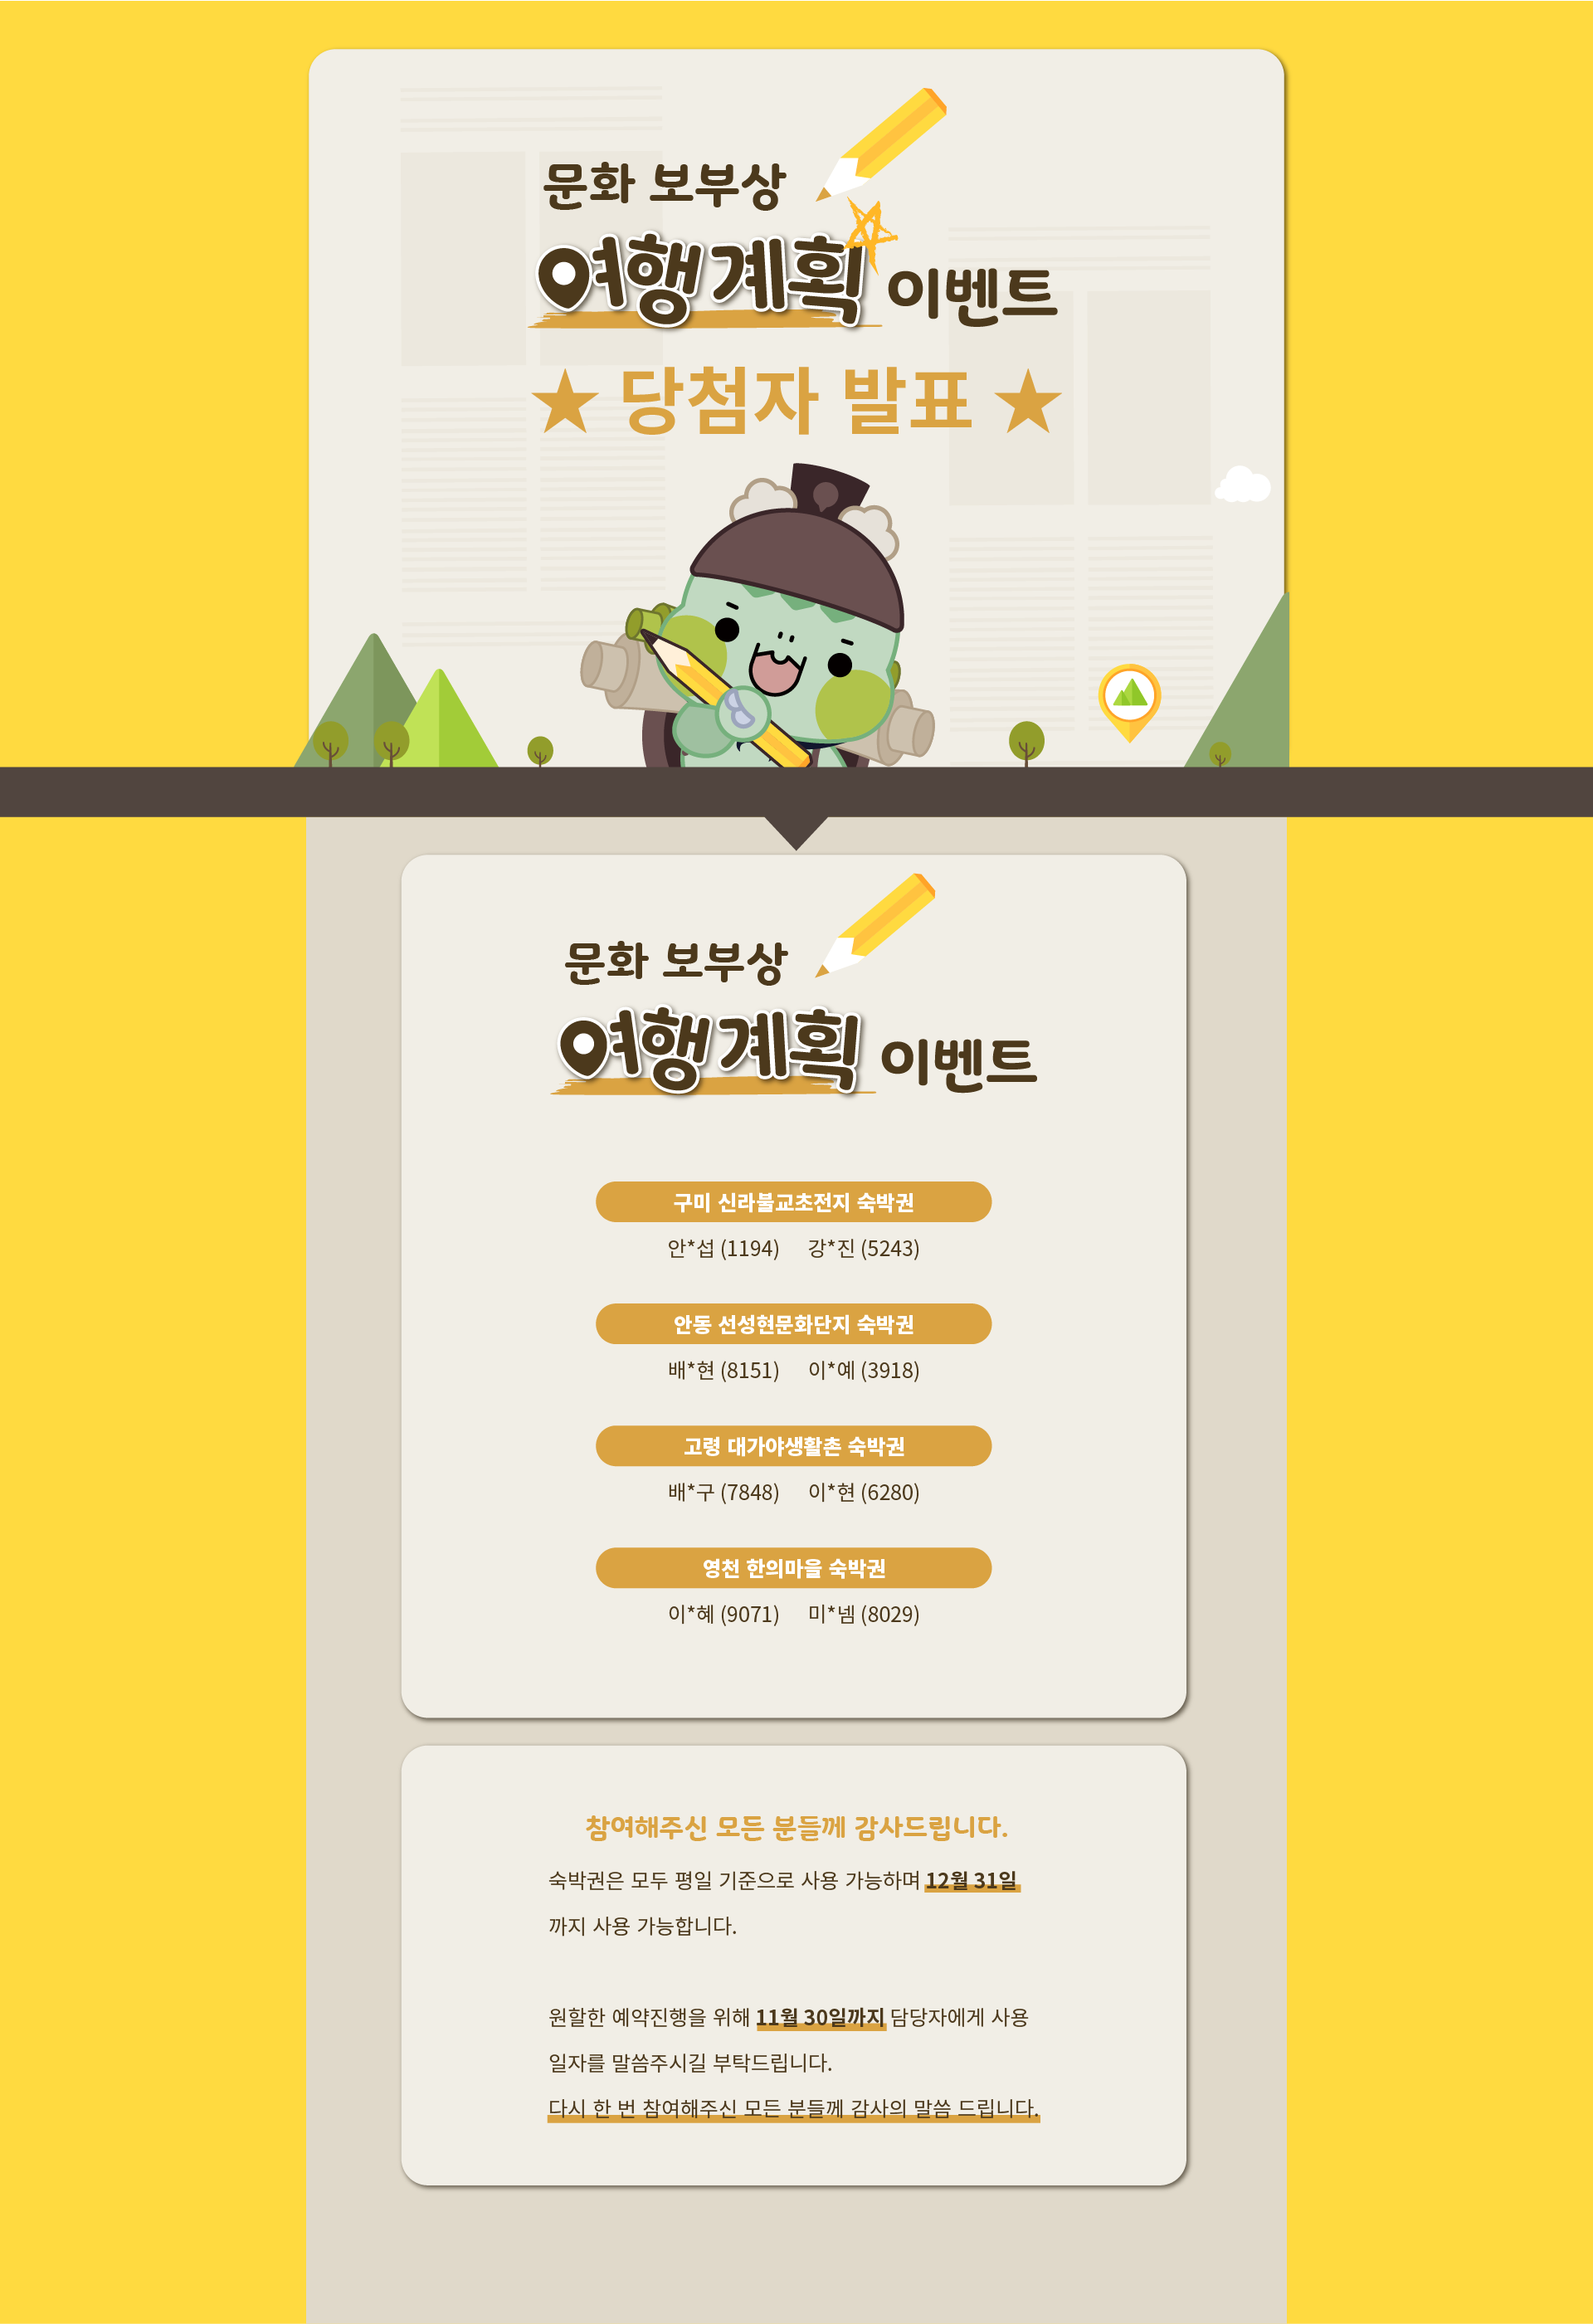 문화 보부상
여행계획 이벤트
★ 당첨자 발표 ★
문화 보부상
여행계획 이벤트
구미 신라불교초전지 숙박권
안*섭 (1194) 강*진 (5243)
안동 선성현문화단지 숙박권
배*현 (8151) 이*예 (3918)
고령 대가야생활촌 숙박권
배*구 (7848) 이*현 (6280)
영천 한의마을 숙박권
이*혜 (9071) 미*넴 (8029)
참여해주신 모든 분들께 감사드립니다.
숙박권은 모두 평일 기준으로 사용 가능하며 12월 31일
까지 사용 가능합니다.
원할한 예약진행을 위해 11월 30일까지 담당자에게 사용
일자를 말씀주시길 부탁드립니다.
다시 한 번 참여해주신 모든 분들께 감사의 말씀 드립니다.